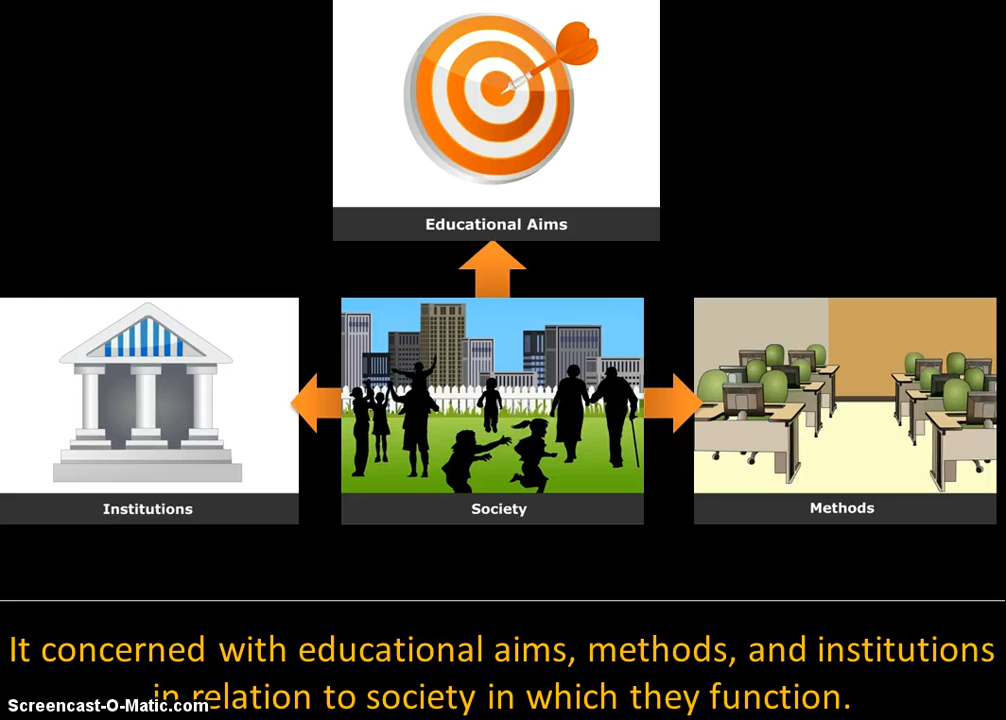 Educational Aims
Institutions
Society
Methods
It concerned with educational aims, methods, and institutions
in relation to society in which they function.
Screencast-O-Matic.com